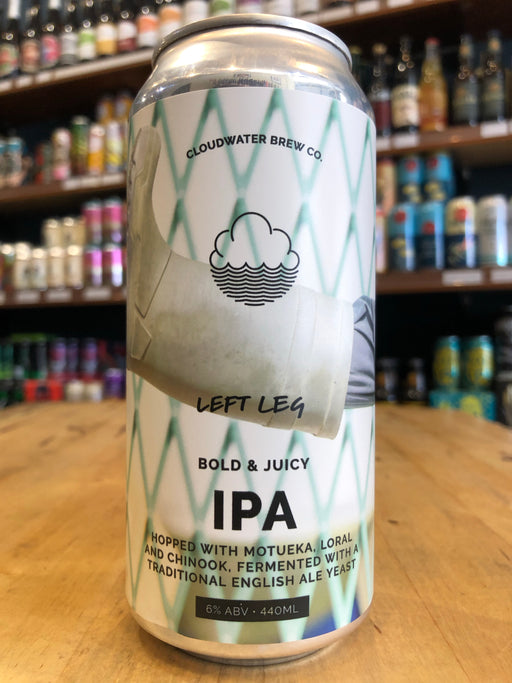 CLOUDWATER BREW CO.
LEFT LEG
BOLD & JUICY
IPA
HOPPED WITH MOTUEKA, LORAL
AND CHINOOK, FERMENTED WITH A
TRADITIONAL ENGLISH ALE YEAST
6% ABV • 440ML